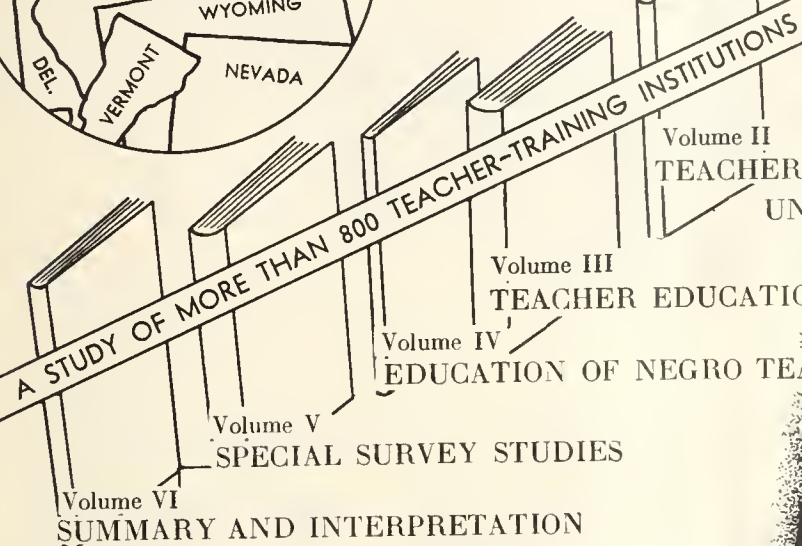 WYOMING
DEL.
VERMONT
NEVADA
A STUDY OF MORE THAN 800 TEACHER-TRAINING INSTITUTIONS
Volume II
TEACHER
UN
Volume III
TEACHER EDUCATIO
Volume IV
EDUCATION OF NEGRO TEA
Volume V
SPECIAL SURVEY STUDIES
Volume VI
SUMMARY AND INTERPRETATION